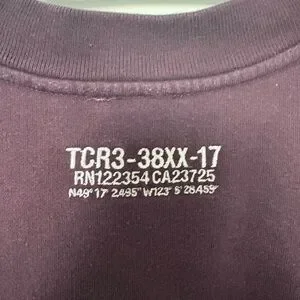 TCR3-38XX-17
RN122354 CA23725
N49° 17' 2.495" W123° 5' 28.459"